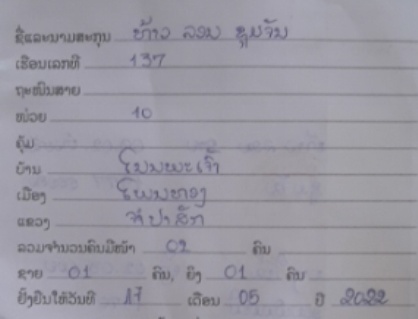 ຊື່ແລະນາມສະກຸນ ທ້າວ ລອນ ຊຸມຈັນ
ເຮືອນເລກທີ 137
ຖະໜົນສາຍ
ໜ່ວຍ 10
ຄຸ້ມ
ບ້ານ ໂນນພະເຈົ້າ
ເມືອງ ໂພນທອງ
ແຂວງ ຈຳປາສັກ
ລວມຈຳນວນຄົນມີໜ້າ 02 ຄົນ
ຊາຍ 01 ຄົນ, ຍິງ 01 ຄົນ
ຢັ້ງຢືນໃຫ້ວັນທີ 17 ເດືອນ 05 ປີ 2022